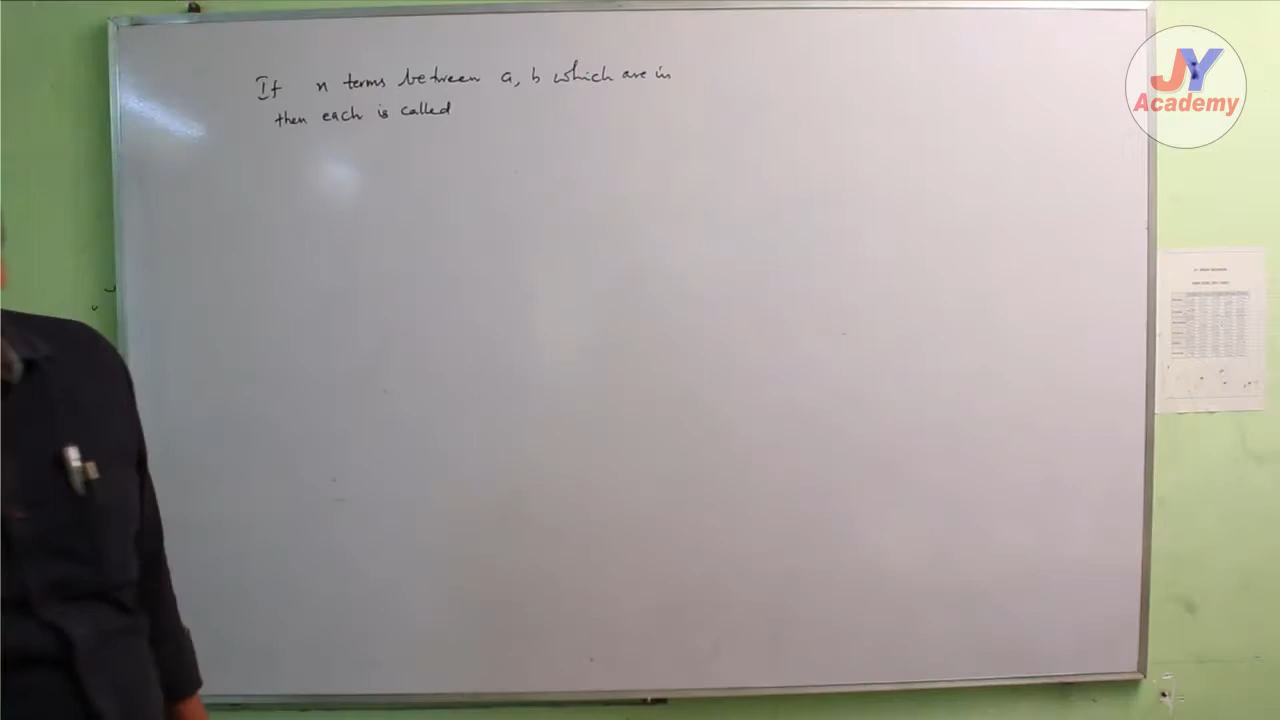 If n terms between a, b which are in
then each is called
JY
Academy